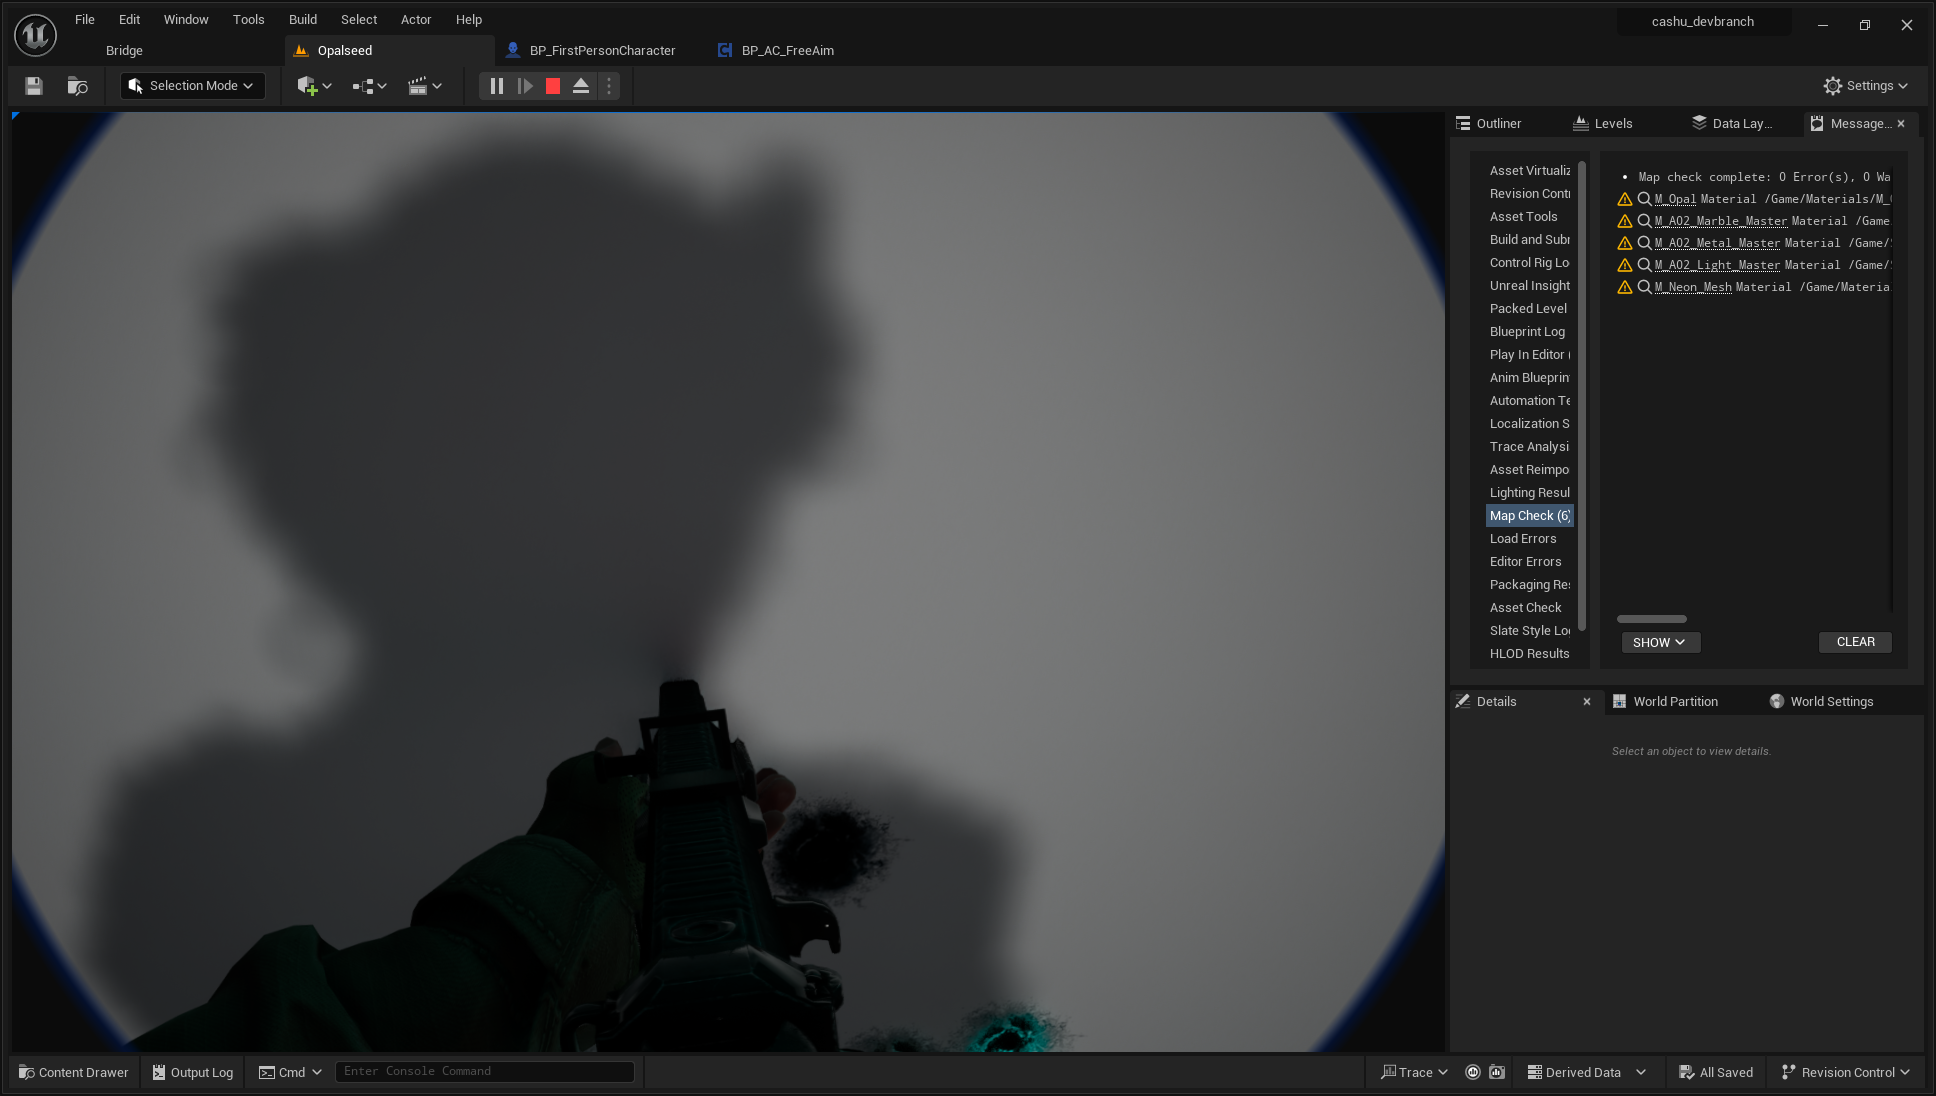 File Edit Window Tools Build Select Actor Help
cashu_devbranch
Bridge Opalseed BP_FirstPersonCharacter BP_AC_FreeAim
Selection Mode Settings
Outliner Levels Data Lay... Message...
Asset Virtualiz
Revision Contr
Asset Tools
Build and Subm
Control Rig Lo
Unreal Insight
Packed Level
Blueprint Log
Play In Editor (
Anim Blueprin
Automation Te
Localization S
Trace Analysi
Asset Reimpo
Lighting Resul
Map Check (6)
Load Errors
Editor Errors
Packaging Res
Asset Check
Slate Style Log
HLOD Results
Map check complete: 0 Error(s), 0 Wa
M_Opal Material /Game/Materials/M_
M_A02_Marble_Master Material /Game
M_A02_Metal_Master Material /Game/
M_A02_Light_Master Material /Game/
M_Neon_Mesh Material /Game/Materia
SHOW CLEAR
Details World Partition World Settings
Select an object to view details.
Content Drawer Output Log Cmd Enter Console Command Trace Derived Data All Saved Revision Control